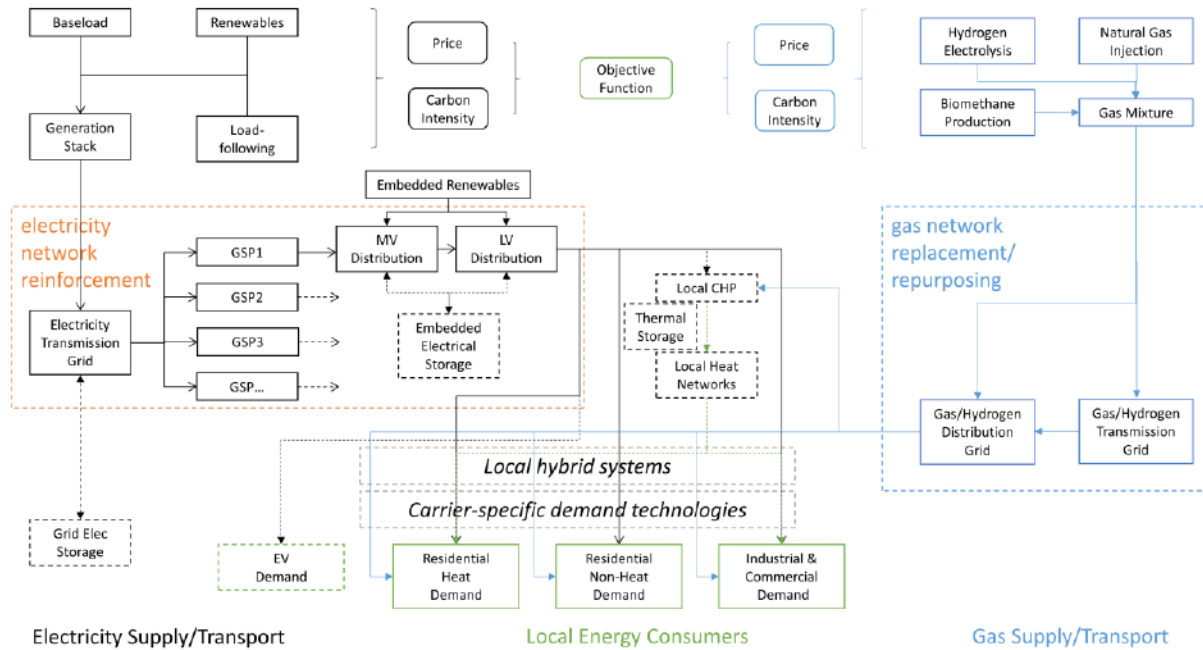 Baseload
Renewables
Price
Carbon
Intensity
Objective
Function
Price
Carbon
Intensity
Hydrogen
Electrolysis
Natural Gas
Injection
Biomethane
Production
Gas Mixture
Generation
Stack
Load-
following
Embedded Renewables
electricity
network
reinforcement
GSP1
MV
Distribution
LV
Distribution
gas network
replacement/
repurposing
GSP2
GSP3
GSP...
Electricity
Transmission
Grid
Embedded
Electrical
Storage
Local CHP
Thermal
Storage
Local Heat
Networks
Gas/Hydrogen
Distribution
Grid
Gas/Hydrogen
Transmission
Grid
Local hybrid systems
Carrier-specific demand technologies
Grid Elec
Storage
EV
Demand
Residential
Heat
Demand
Residential
Non-Heat
Demand
Industrial &
Commercial
Demand
Electricity Supply/Transport
Local Energy Consumers
Gas Supply/Transport